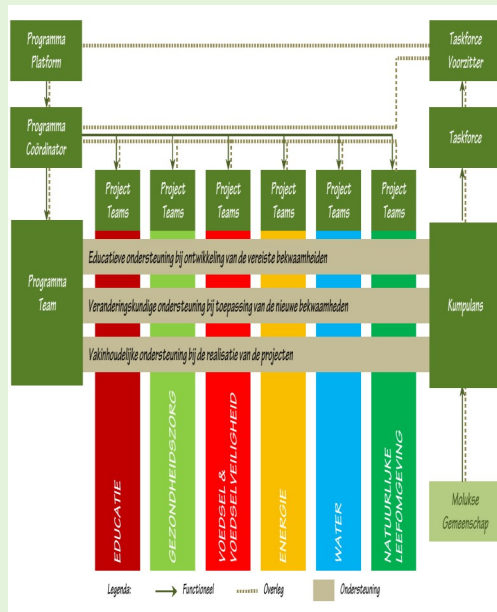 Programma
Platform
Taskforce
Voorzitter
Programma
Coördinator
Taskforce
Project
Teams
Project
Teams
Project
Teams
Project
Teams
Project
Teams
Project
Teams
Programma
Team
Kumpulans
Educatieve ondersteuning bij ontwikkeling van de vereiste bekwaamheden
Veranderingskundige ondersteuning bij toepassing van de nieuwe bekwaamheden
Vakinhoudelijke ondersteuning bij de realisatie van de projecten
EDUCATIE
GEZONDHEIDSZORG
VOEDSEL &
VOEDSELVEILIGHEID
ENERGIE
WATER
NATUURLIJKE
LEEFOMGEVING
Molukse
Gemeenschap
Legenda: Functioneel Overleg Ondersteuning